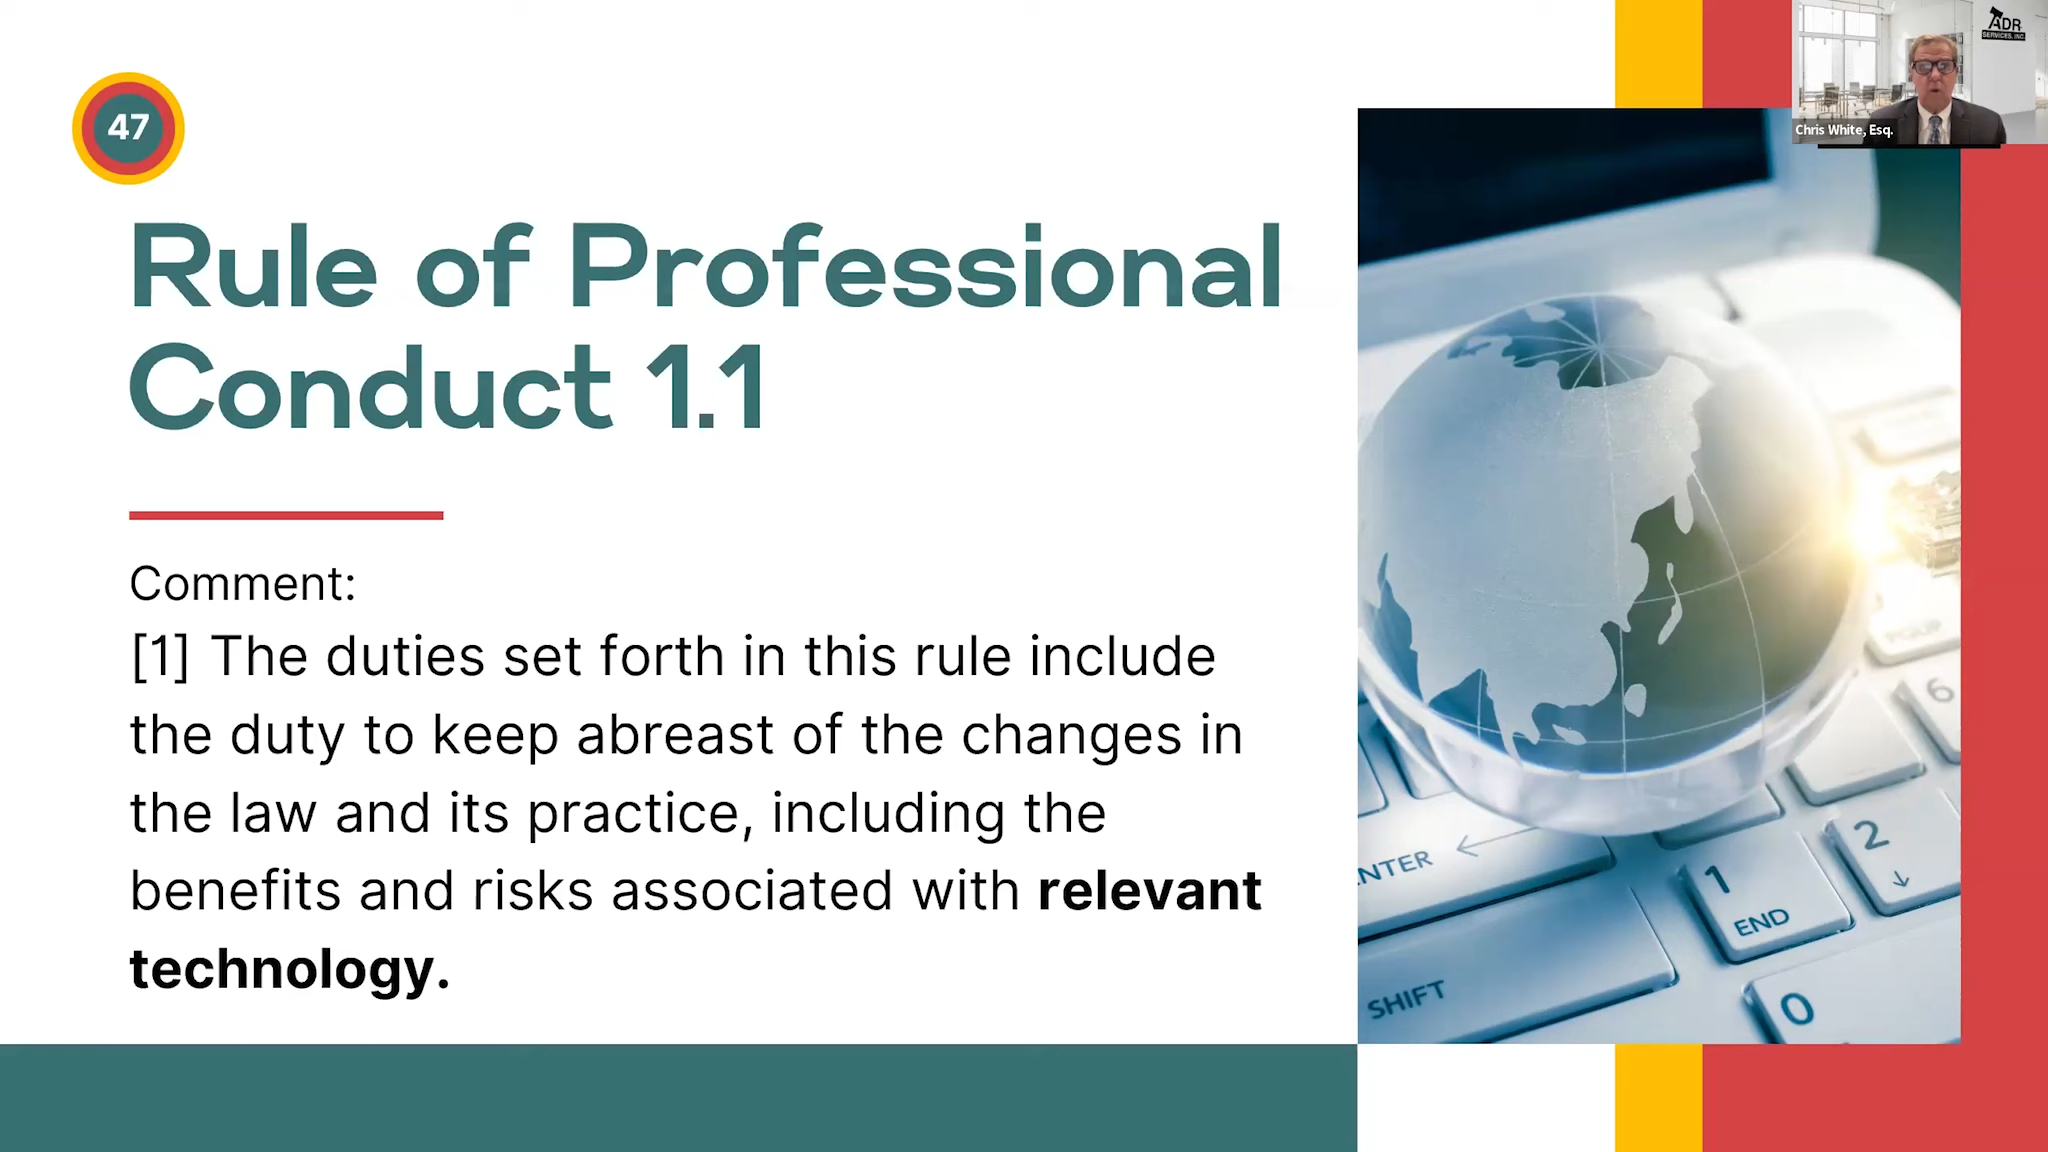 47
Rule of Professional
Conduct 1.1
Comment:
[1] The duties set forth in this rule include
the duty to keep abreast of the changes in
the law and its practice, including the
benefits and risks associated with relevant
technology.
ADR
SERVICES, INC.
Chris White, Esq.
6
2
NTER
1
END
SHIFT
0